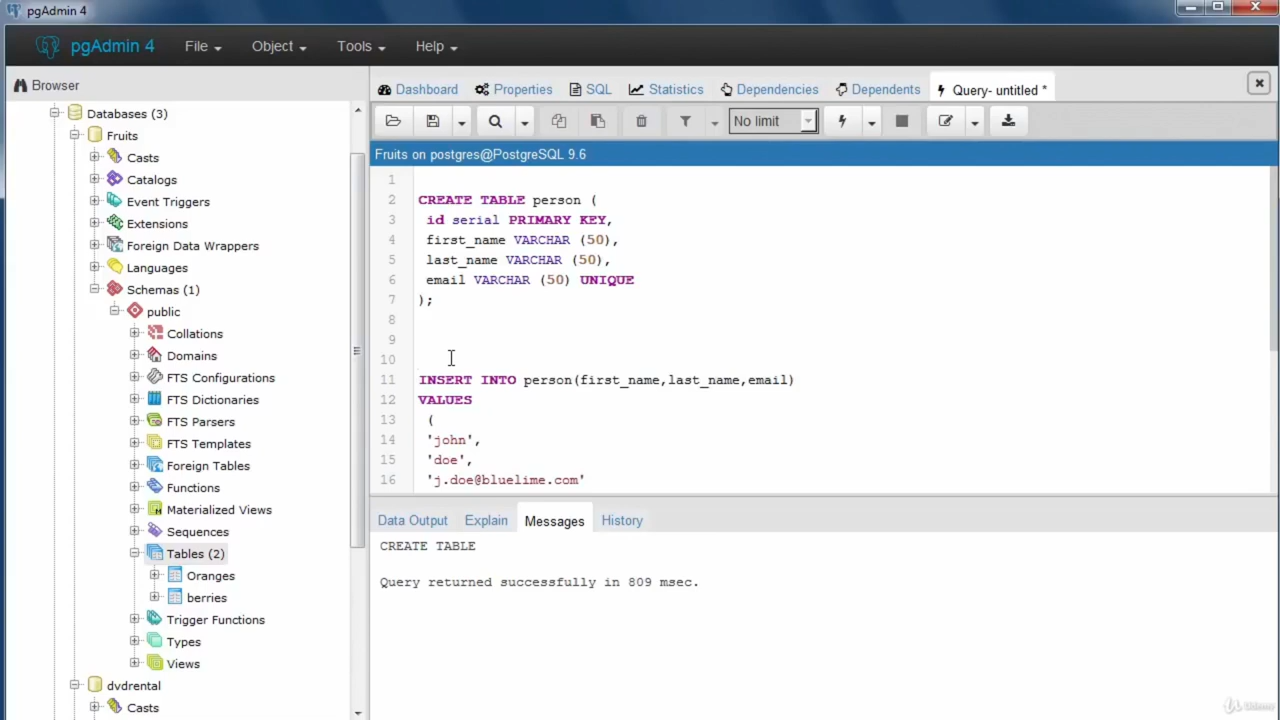 pgAdmin 4
pgAdmin 4 File Object Tools Help
Browser
Databases (3)
Fruits
Casts
Catalogs
Event Triggers
Extensions
Foreign Data Wrappers
Languages
Schemas (1)
public
Collations
Domains
FTS Configurations
FTS Dictionaries
FTS Parsers
FTS Templates
Foreign Tables
Functions
Materialized Views
Sequences
Tables (2)
Oranges
berries
Trigger Functions
Types
Views
dvdrental
Casts
Dashboard Properties SQL Statistics Dependencies Dependents Query- untitled *
No limit
Fruits on postgres@PostgreSQL 9.6
1
2 CREATE TABLE person (
3 id serial PRIMARY KEY,
4 first_name VARCHAR (50),
5 last_name VARCHAR (50),
6 email VARCHAR (50) UNIQUE
7 );
8
9
10
11 INSERT INTO person(first_name,last_name,email)
12 VALUES
13 (
14 'john',
15 'doe',
16 'j.doe@bluelime.com'
Data Output Explain Messages History
CREATE TABLE
Query returned successfully in 809 msec.
Udemy